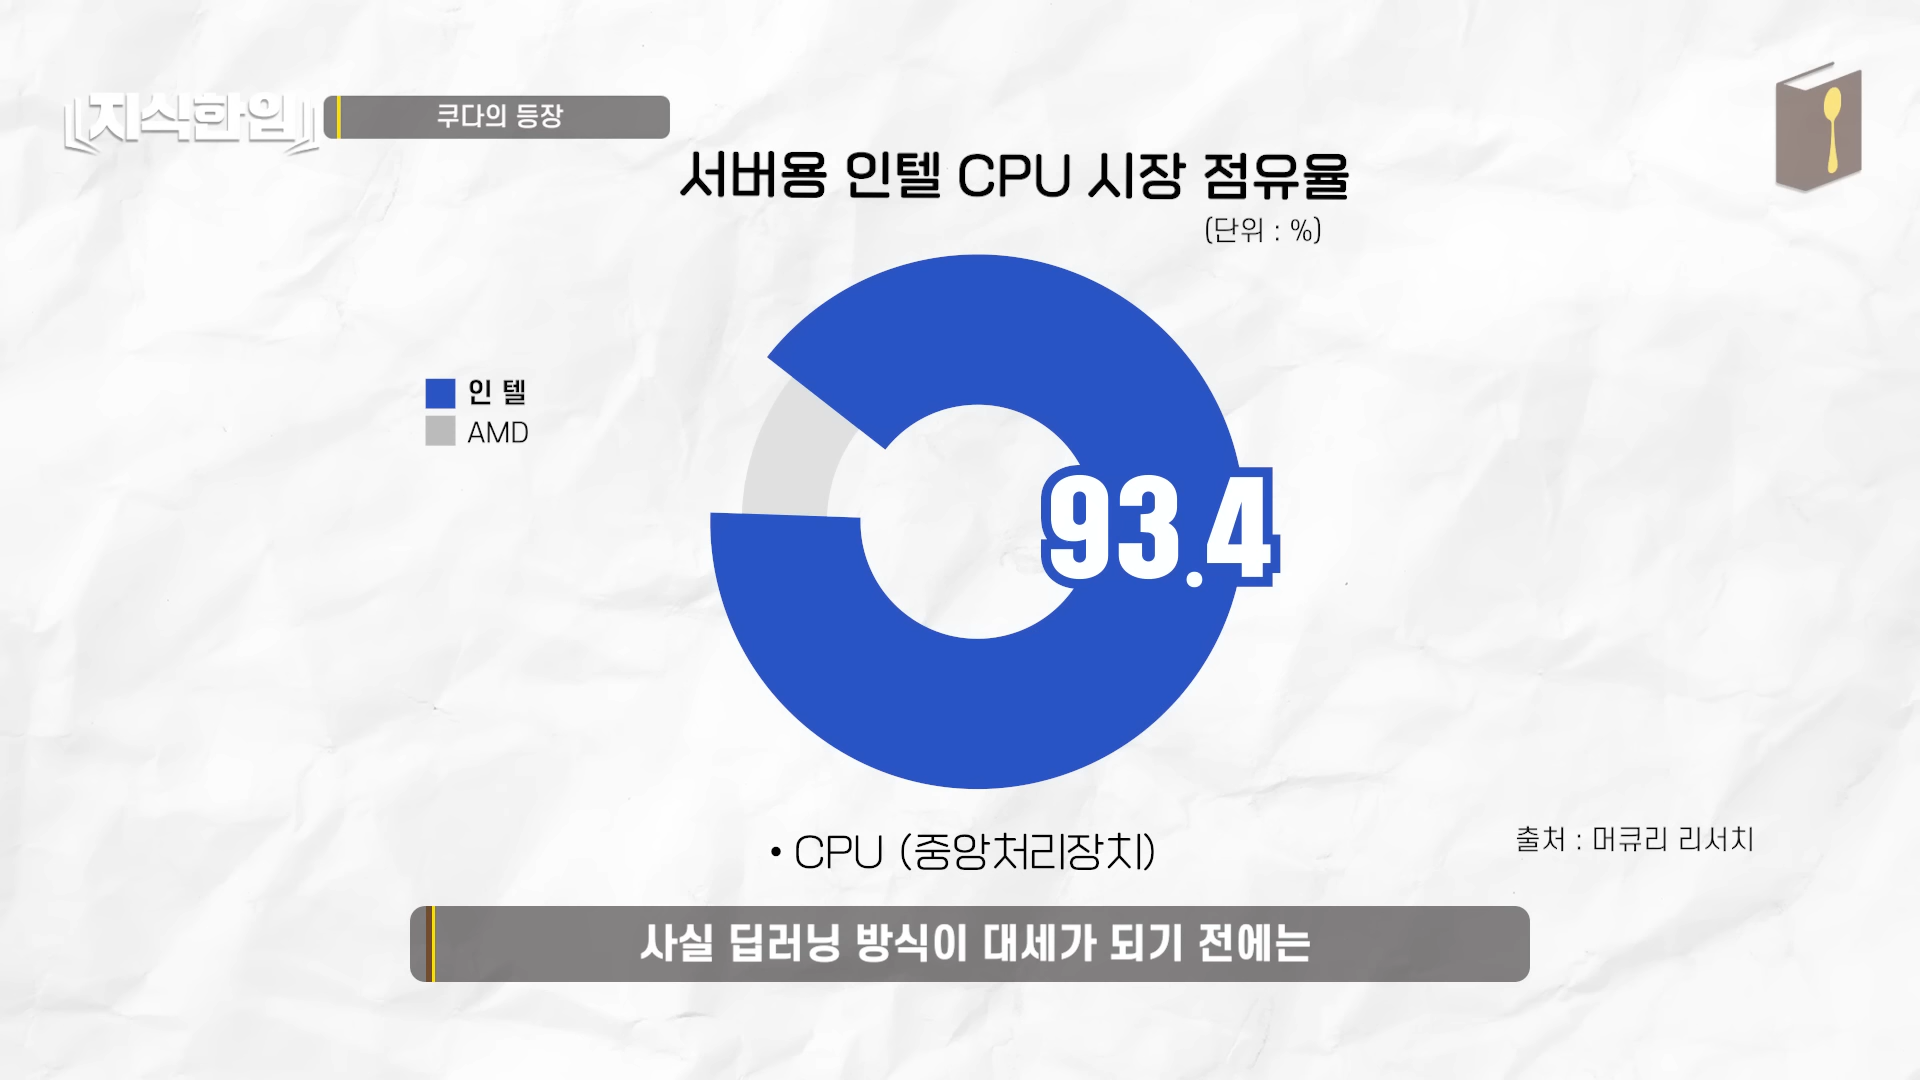 지식한입
쿠다의 등장
서버용 인텔 CPU 시장 점유율
(단위 : %)
인 텔
AMD
93.4
• CPU (중앙처리장치)
출처 : 머큐리 리서치
사실 딥러닝 방식이 대세가 되기 전에는